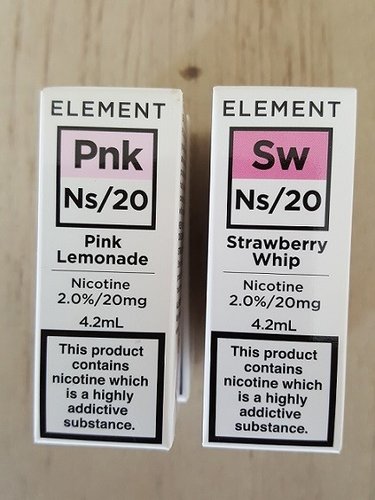 ELEMENT
Pnk
Ns/20
Pink
Lemonade
Nicotine
2.0%/20mg
4.2mL
This product
contains
nicotine which
is a highly
addictive
substance.
ELEMENT
Sw
Ns/20
Strawberry
Whip
Nicotine
2.0%/20mg
4.2mL
This product
contains
nicotine which
is a highly
addictive
substance.